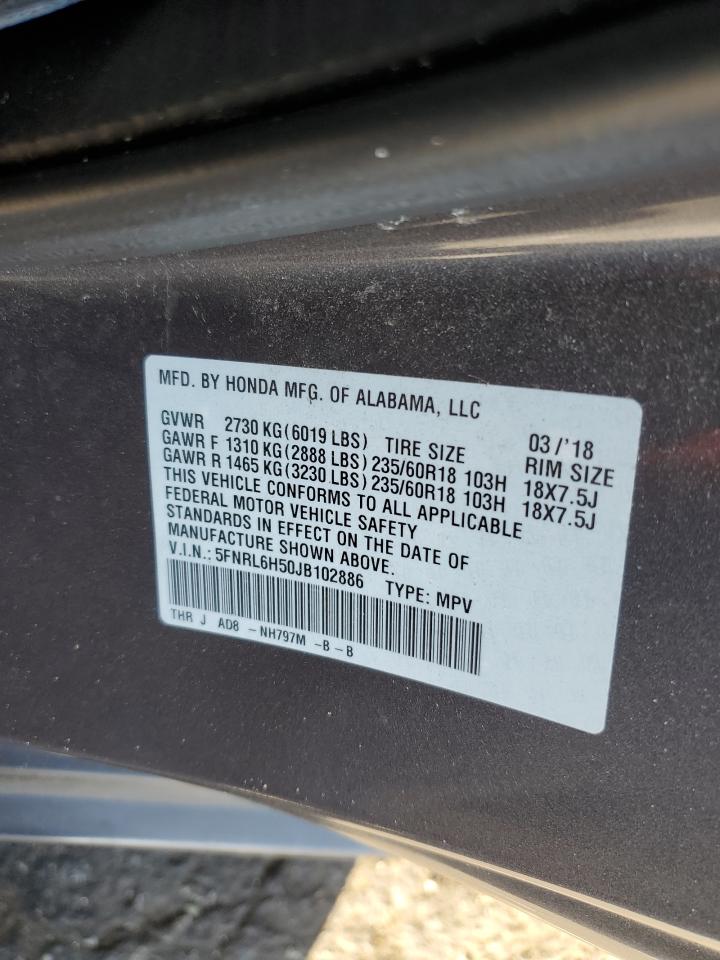 MFD. BY HONDA MFG. OF ALABAMA, LLC
GVWR 2730 KG (6019 LBS) TIRE SIZE 03/'18 RIM SIZE
GAWR F 1310 KG (2888 LBS) 235/60R18 103H 18X7.5J
GAWR R 1465 KG (3230 LBS) 235/60R18 103H 18X7.5J
THIS VEHICLE CONFORMS TO ALL APPLICABLE
FEDERAL MOTOR VEHICLE SAFETY
STANDARDS IN EFFECT ON THE DATE OF
MANUFACTURE SHOWN ABOVE.
V.I.N.: 5FNRL6H50JB102886 TYPE: MPV
THR J AD8 - NH797M -B-B